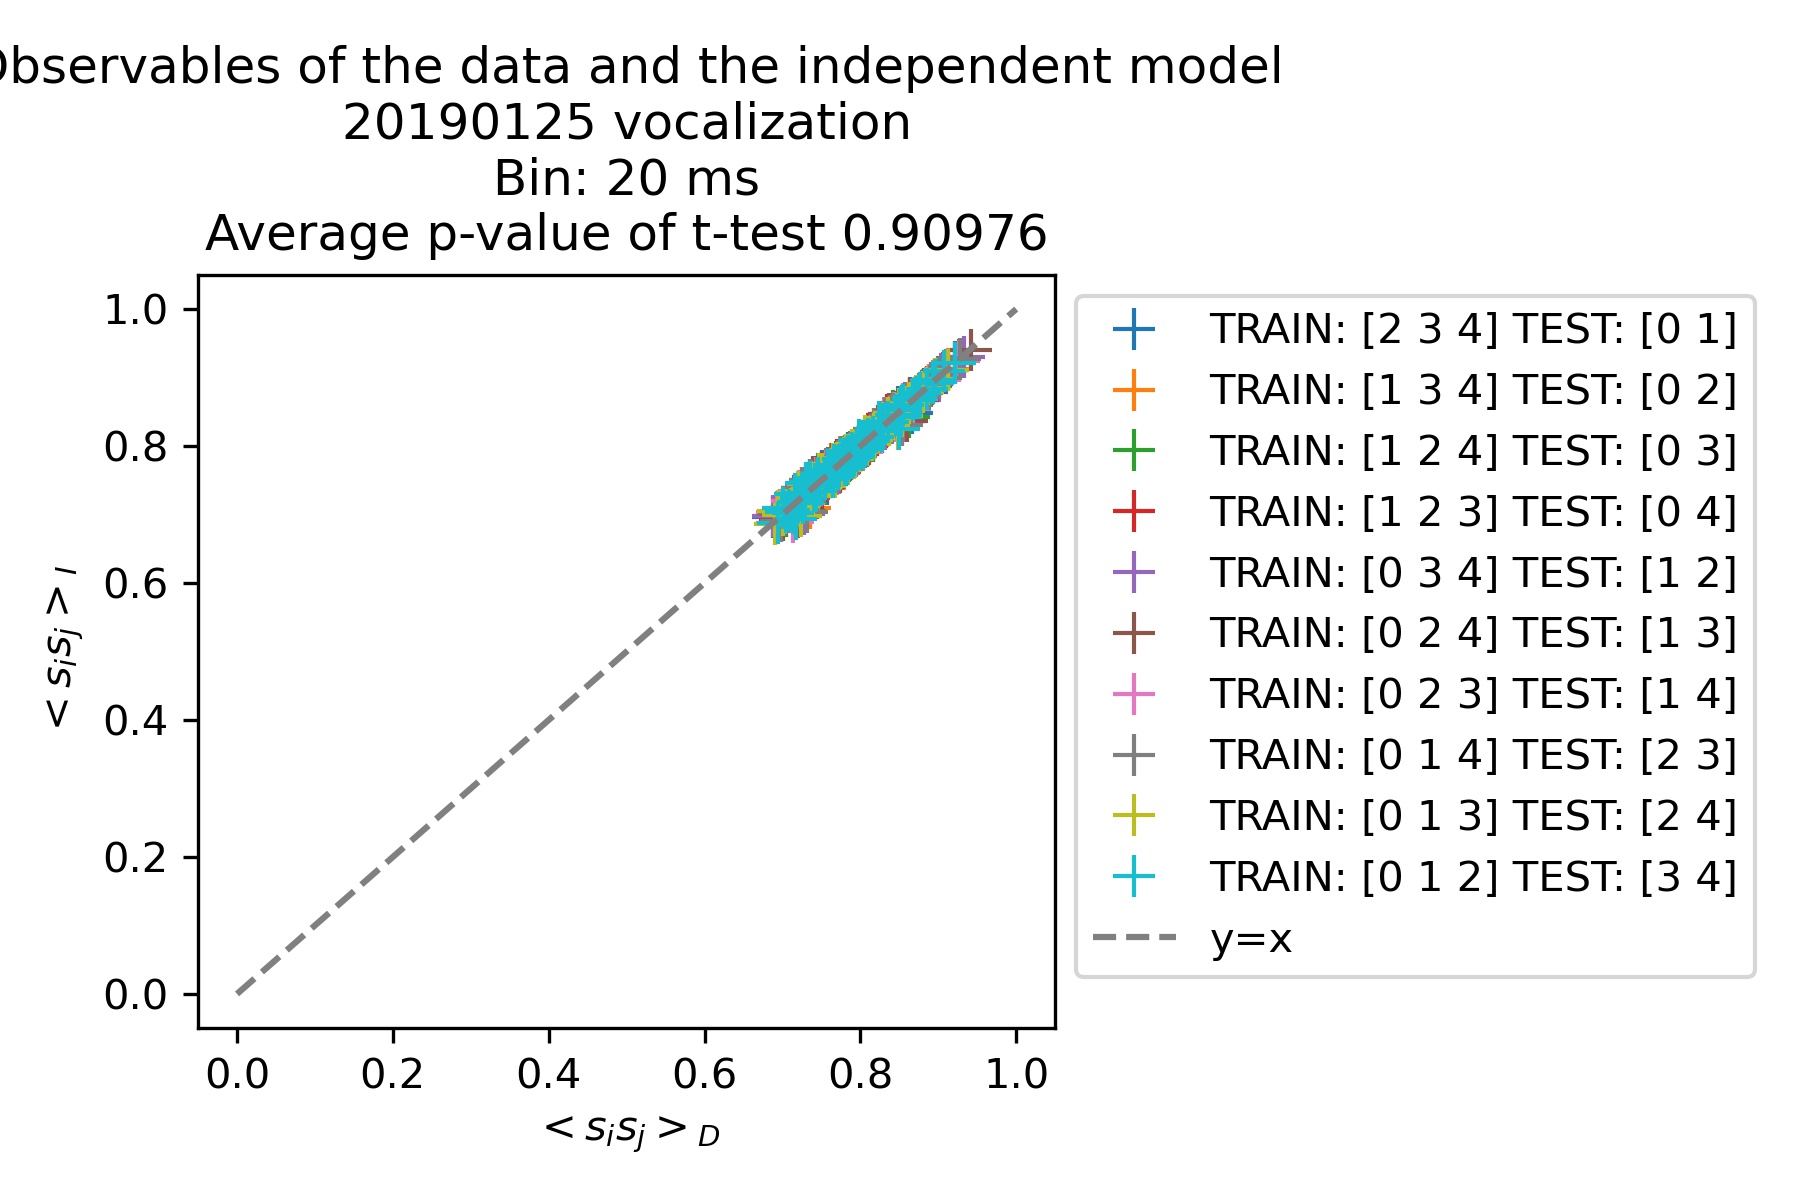 Observables of the data and the independent model
20190125 vocalization
Bin: 20 ms
Average p-value of t-test 0.90976
1.0
0.8
0.6
0.4
0.2
0.0
< s_i s_j >_I
0.0 0.2 0.4 0.6 0.8 1.0
< s_i s_j >_D
TRAIN: [2 3 4] TEST: [0 1]
TRAIN: [1 3 4] TEST: [0 2]
TRAIN: [1 2 4] TEST: [0 3]
TRAIN: [1 2 3] TEST: [0 4]
TRAIN: [0 3 4] TEST: [1 2]
TRAIN: [0 2 4] TEST: [1 3]
TRAIN: [0 2 3] TEST: [1 4]
TRAIN: [0 1 4] TEST: [2 3]
TRAIN: [0 1 3] TEST: [2 4]
TRAIN: [0 1 2] TEST: [3 4]
y=x